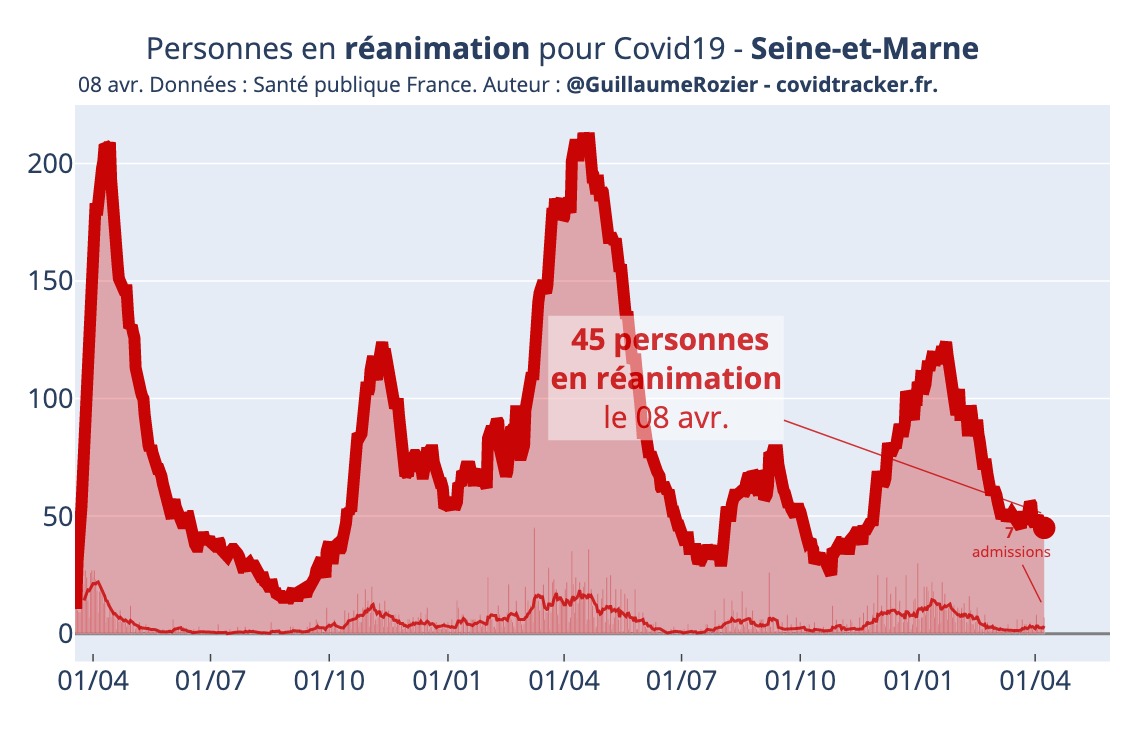 Personnes en réanimation pour Covid19 - Seine-et-Marne
08 avr. Données : Santé publique France. Auteur : @GuillaumeRozier - covidtracker.fr.
200
150
100
50
0
45 personnes
en réanimation
le 08 avr.
7
admissions
01/04 01/07 01/10 01/01 01/04 01/07 01/10 01/01 01/04